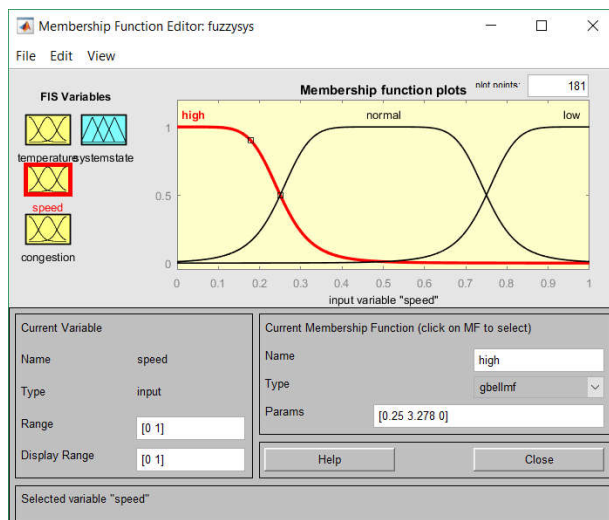 Membership Function Editor: fuzzysys
File Edit View
FIS Variables
temperature
systemstate
speed
congestion
Membership function plots
plot points:
181
high
normal
low
1
0.5
0
0 0.1 0.2 0.3 0.4 0.5 0.6 0.7 0.8 0.9 1
input variable "speed"
Current Variable
Name speed
Type input
Range [0 1]
Display Range [0 1]
Current Membership Function (click on MF to select)
Name high
Type gbellmf
Params [0.25 3.278 0]
Help Close
Selected variable "speed"